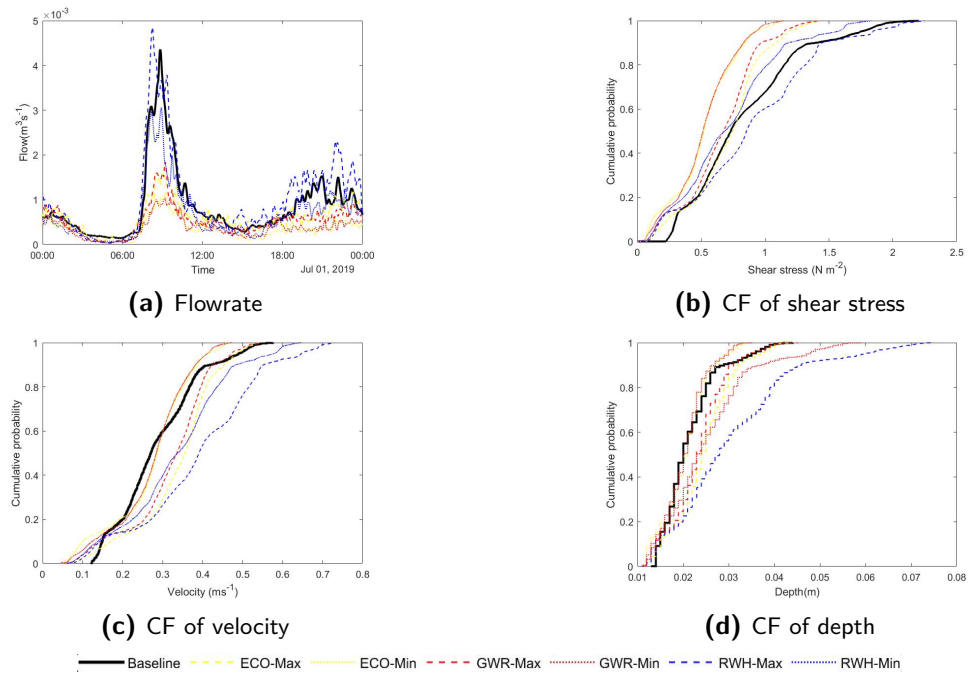 ×10⁻³
5
4
3
2
1
0
Flow(m³s⁻¹)
00:00 06:00 12:00 18:00 00:00
Time
Jul 01, 2019
(a) Flowrate
1
0.8
0.6
0.4
0.2
0
Cumulative probability
0 0.5 1 1.5 2 2.5
Shear stress (N m⁻²)
(b) CF of shear stress
1
0.8
0.6
0.4
0.2
0
Cumulative probability
0 0.1 0.2 0.3 0.4 0.5 0.6 0.7 0.8
Velocity (ms⁻¹)
(c) CF of velocity
1
0.8
0.6
0.4
0.2
0
Cumulative probability
0.01 0.02 0.03 0.04 0.05 0.06 0.07 0.08
Depth(m)
(d) CF of depth
Baseline ECO-Max ECO-Min GWR-Max GWR-Min RWH-Max RWH-Min